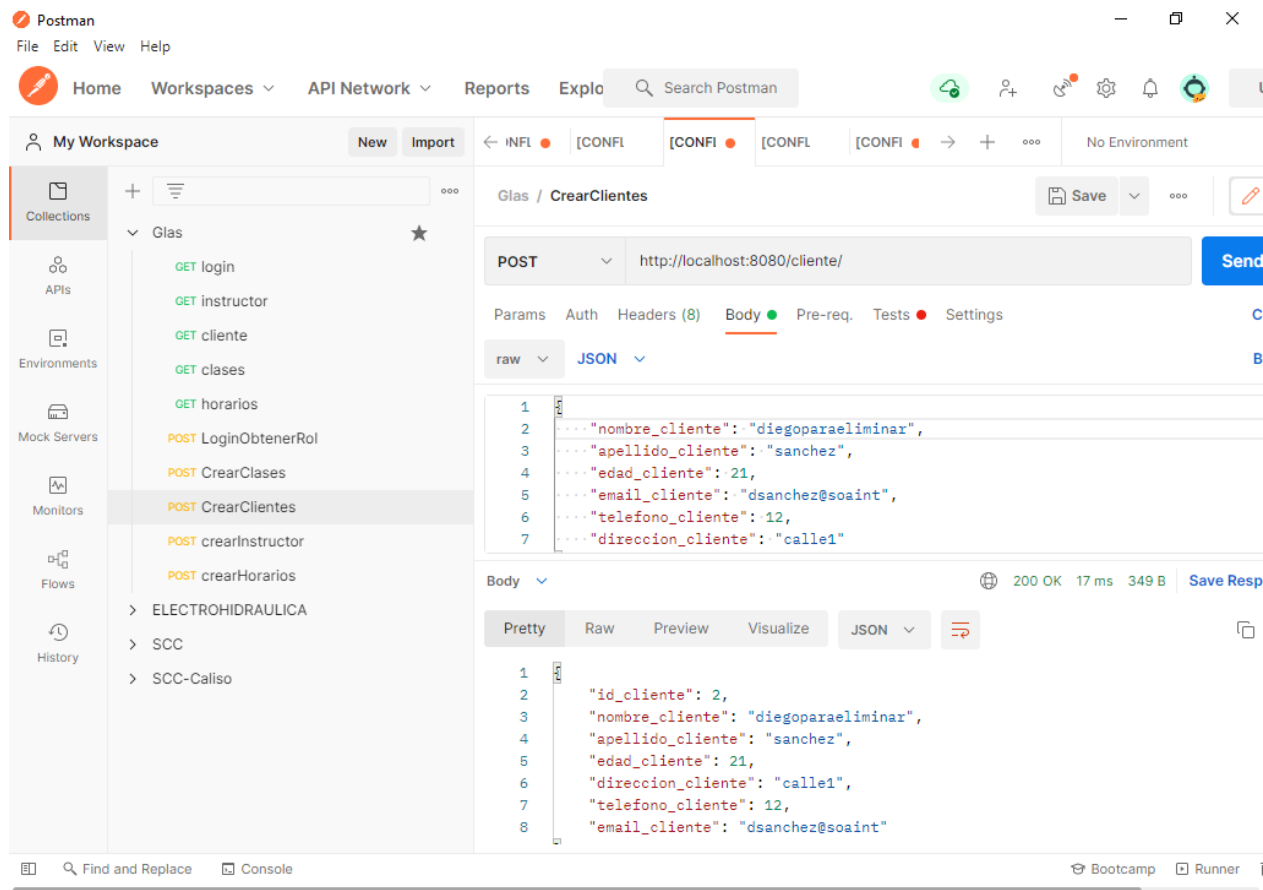 Postman
File Edit View Help
Home Workspaces API Network Reports Explo Search Postman
My Workspace New Import
NFL [CONFL [CONFI [CONFL [CONFI No Environment
Collections
APIs
Environments
Mock Servers
Monitors
Flows
History
Glas
GET login
GET instructor
GET cliente
GET clases
GET horarios
POST LoginObtenerRol
POST CrearClases
POST CrearClientes
POST crearInstructor
POST crearHorarios
ELECTROHIDRAULICA
SCC
SCC-Caliso
Glas / CrearClientes Save
POST http://localhost:8080/cliente/ Send
Params Auth Headers (8) Body Pre-req. Tests Settings C
raw JSON B
1 {
2 "nombre_cliente": "diegoparaeliminar",
3 "apellido_cliente": "sanchez",
4 "edad_cliente": 21,
5 "email_cliente": "dsanchez@soaint",
6 "telefono_cliente": 12,
7 "direccion_cliente": "calle1"
Body 200 OK 17 ms 349 B Save Resp
Pretty Raw Preview Visualize JSON
1 {
2 "id_cliente": 2,
3 "nombre_cliente": "diegoparaeliminar",
4 "apellido_cliente": "sanchez",
5 "edad_cliente": 21,
6 "direccion_cliente": "calle1",
7 "telefono_cliente": 12,
8 "email_cliente": "dsanchez@soaint"
Find and Replace Console Bootcamp Runner